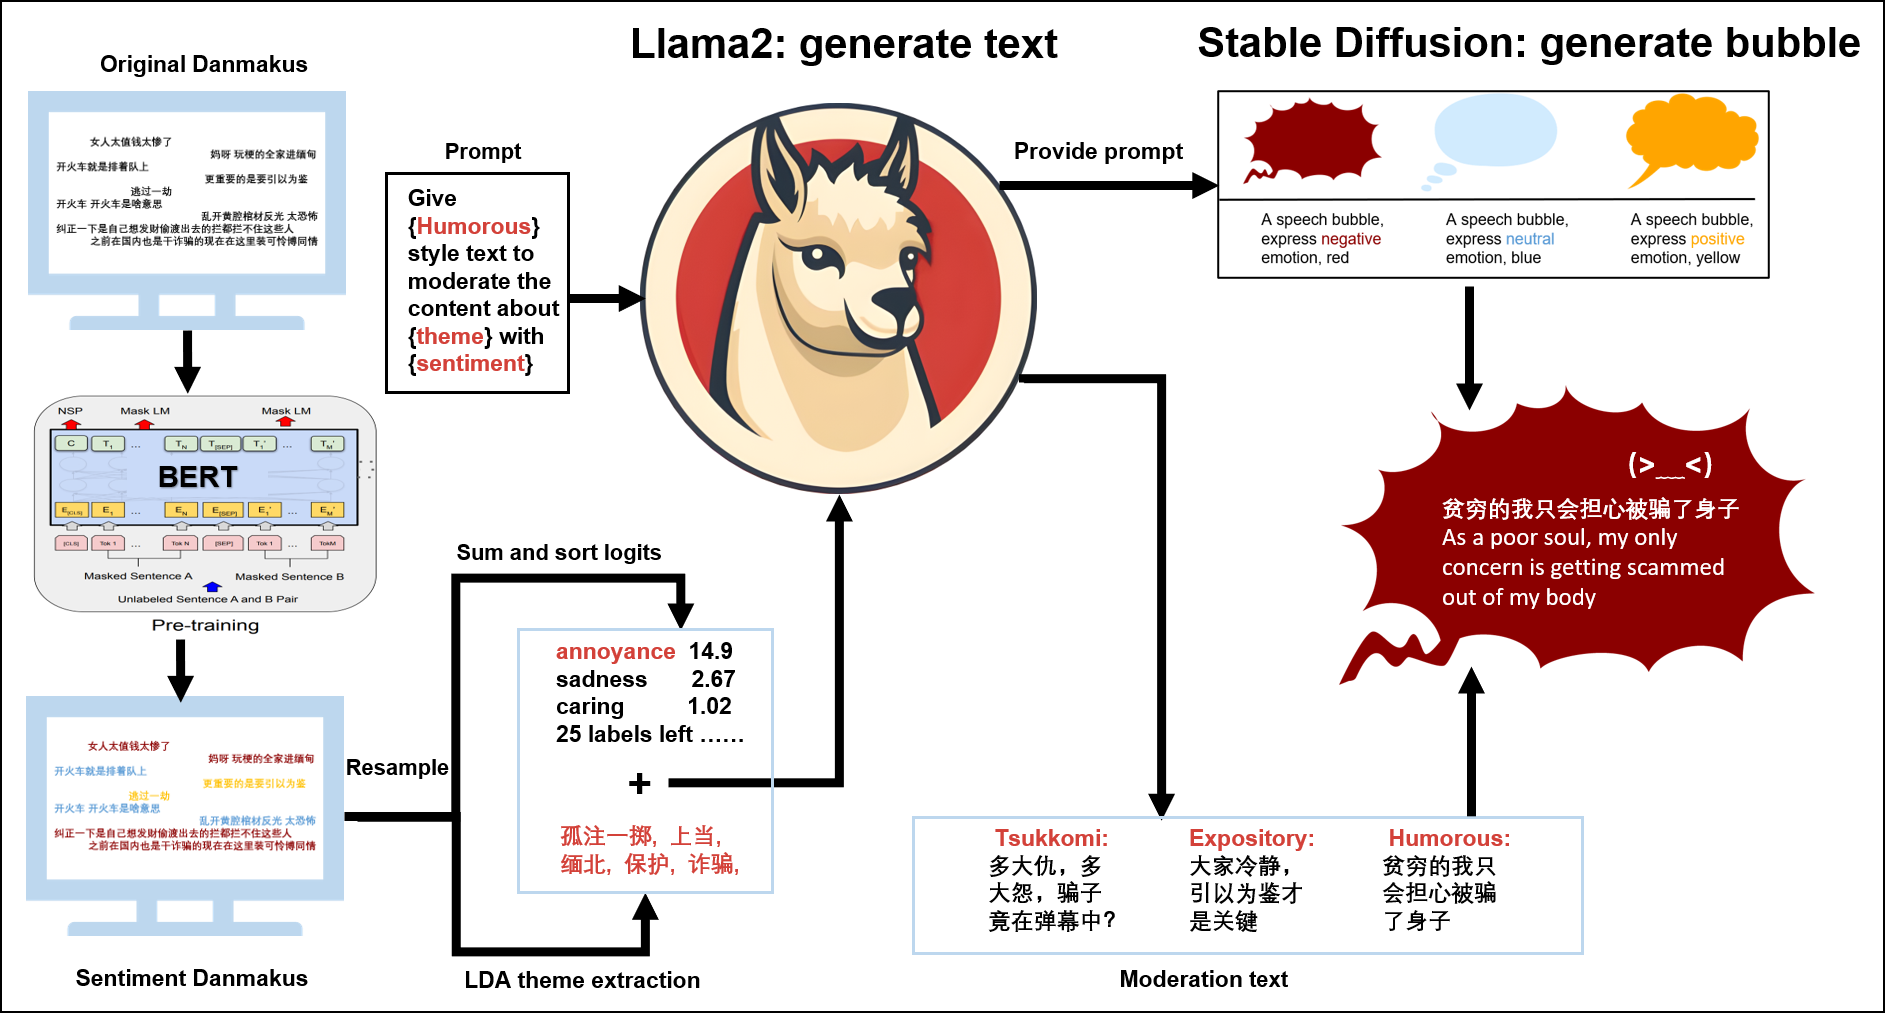 Llama2: generate text
Stable Diffusion: generate bubble
Original Danmakus
女人太值钱太惨了
妈呀 玩梗的全家进缅甸
开火车就是排着队上
更重要的是要引以为鉴
逃过一劫
开火车 开火车是啥意思
乱开黄腔棺材反光 太恐怖
纠正一下是自己想发财偷渡出去的拦都拦不住这些人
之前在国内也是干诈骗的现在在这里装可怜博同情
NSP
Mask LM
Mask LM
C
T1
...
TN
T[SEP]
T1'
...
TM'
BERT
E[CLS]
E1
...
EN
E[SEP]
E1'
...
EM'
[CLS]
Tok 1
...
Tok N
[SEP]
Tok 1
...
TokM
Masked Sentence A
Masked Sentence B
Unlabeled Sentence A and B Pair
Pre-training
女人太值钱太惨了
妈呀 玩梗的全家进缅甸
开火车就是排着队上
更重要的是要引以为鉴
逃过一劫
开火车 开火车是啥意思
乱开黄腔棺材反光 太恐怖
纠正一下是自己想发财偷渡出去的拦都拦不住这些人
之前在国内也是干诈骗的现在在这里装可怜博同情
Sentiment Danmakus
Resample
Sum and sort logits
annoyance 14.9
sadness 2.67
caring 1.02
25 labels left ......
+
孤注一掷, 上当,
缅北, 保护, 诈骗,
LDA theme extraction
Prompt
Give
{Humorous}
style text to
moderate the
content about
{theme} with
{sentiment}
Provide prompt
A speech bubble,
express negative
emotion, red
A speech bubble,
express neutral
emotion, blue
A speech bubble,
express positive
emotion, yellow
(>﹏<)
贫穷的我只会担心被骗了身子
As a poor soul, my only
concern is getting scammed
out of my body
Tsukkomi:
多大仇，多
大怨，骗子
竟在弹幕中?
Expository:
大家冷静，
引以为鉴才
是关键
Humorous:
贫穷的我只
会担心被骗
了身子
Moderation text